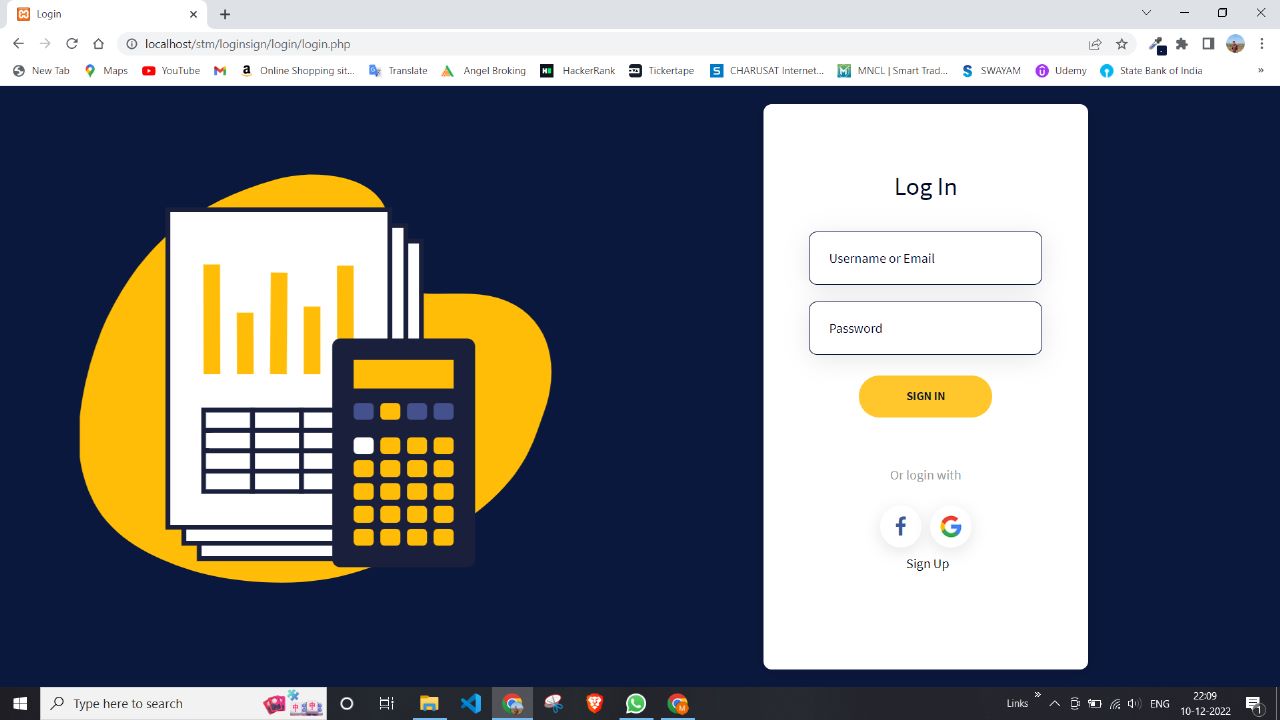 Login
localhost/stm/loginsign/login/login.php
New Tab
Maps
YouTube
Online Shopping si...
Translate
Angel Broking
HackerRank
Tickertape
CHARUSAT Internet...
MNCL | Smart Trad...
SWAYAM
Udemy
State Bank of India
»
Log In
Username or Email
Password
SIGN IN
Or login with
Sign Up
Type here to search
Links
»
ENG
22:09
10-12-2022
1